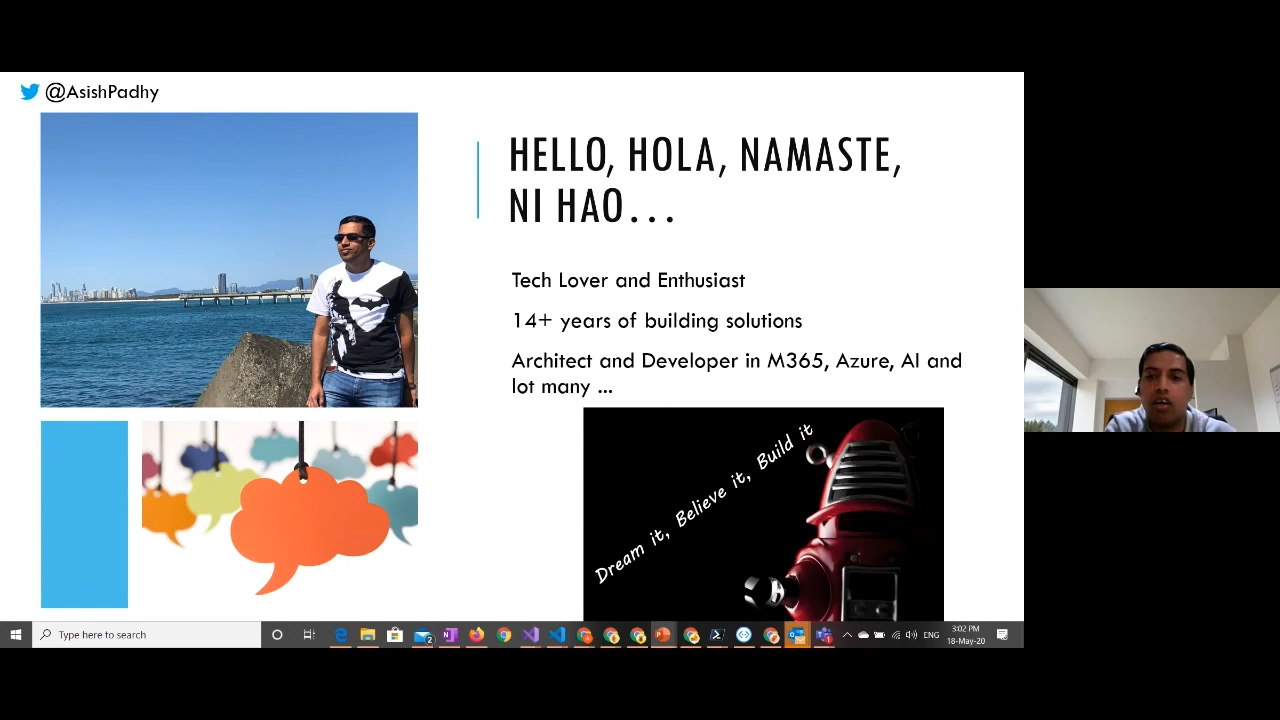 @AsishPadhy
HELLO, HOLA, NAMASTE,
NI HAO...
Tech Lover and Enthusiast
14+ years of building solutions
Architect and Developer in M365, Azure, AI and
lot many ...
Dream it, Believe it, Build it
Type here to search
ENG
3:02 PM
18-May-20